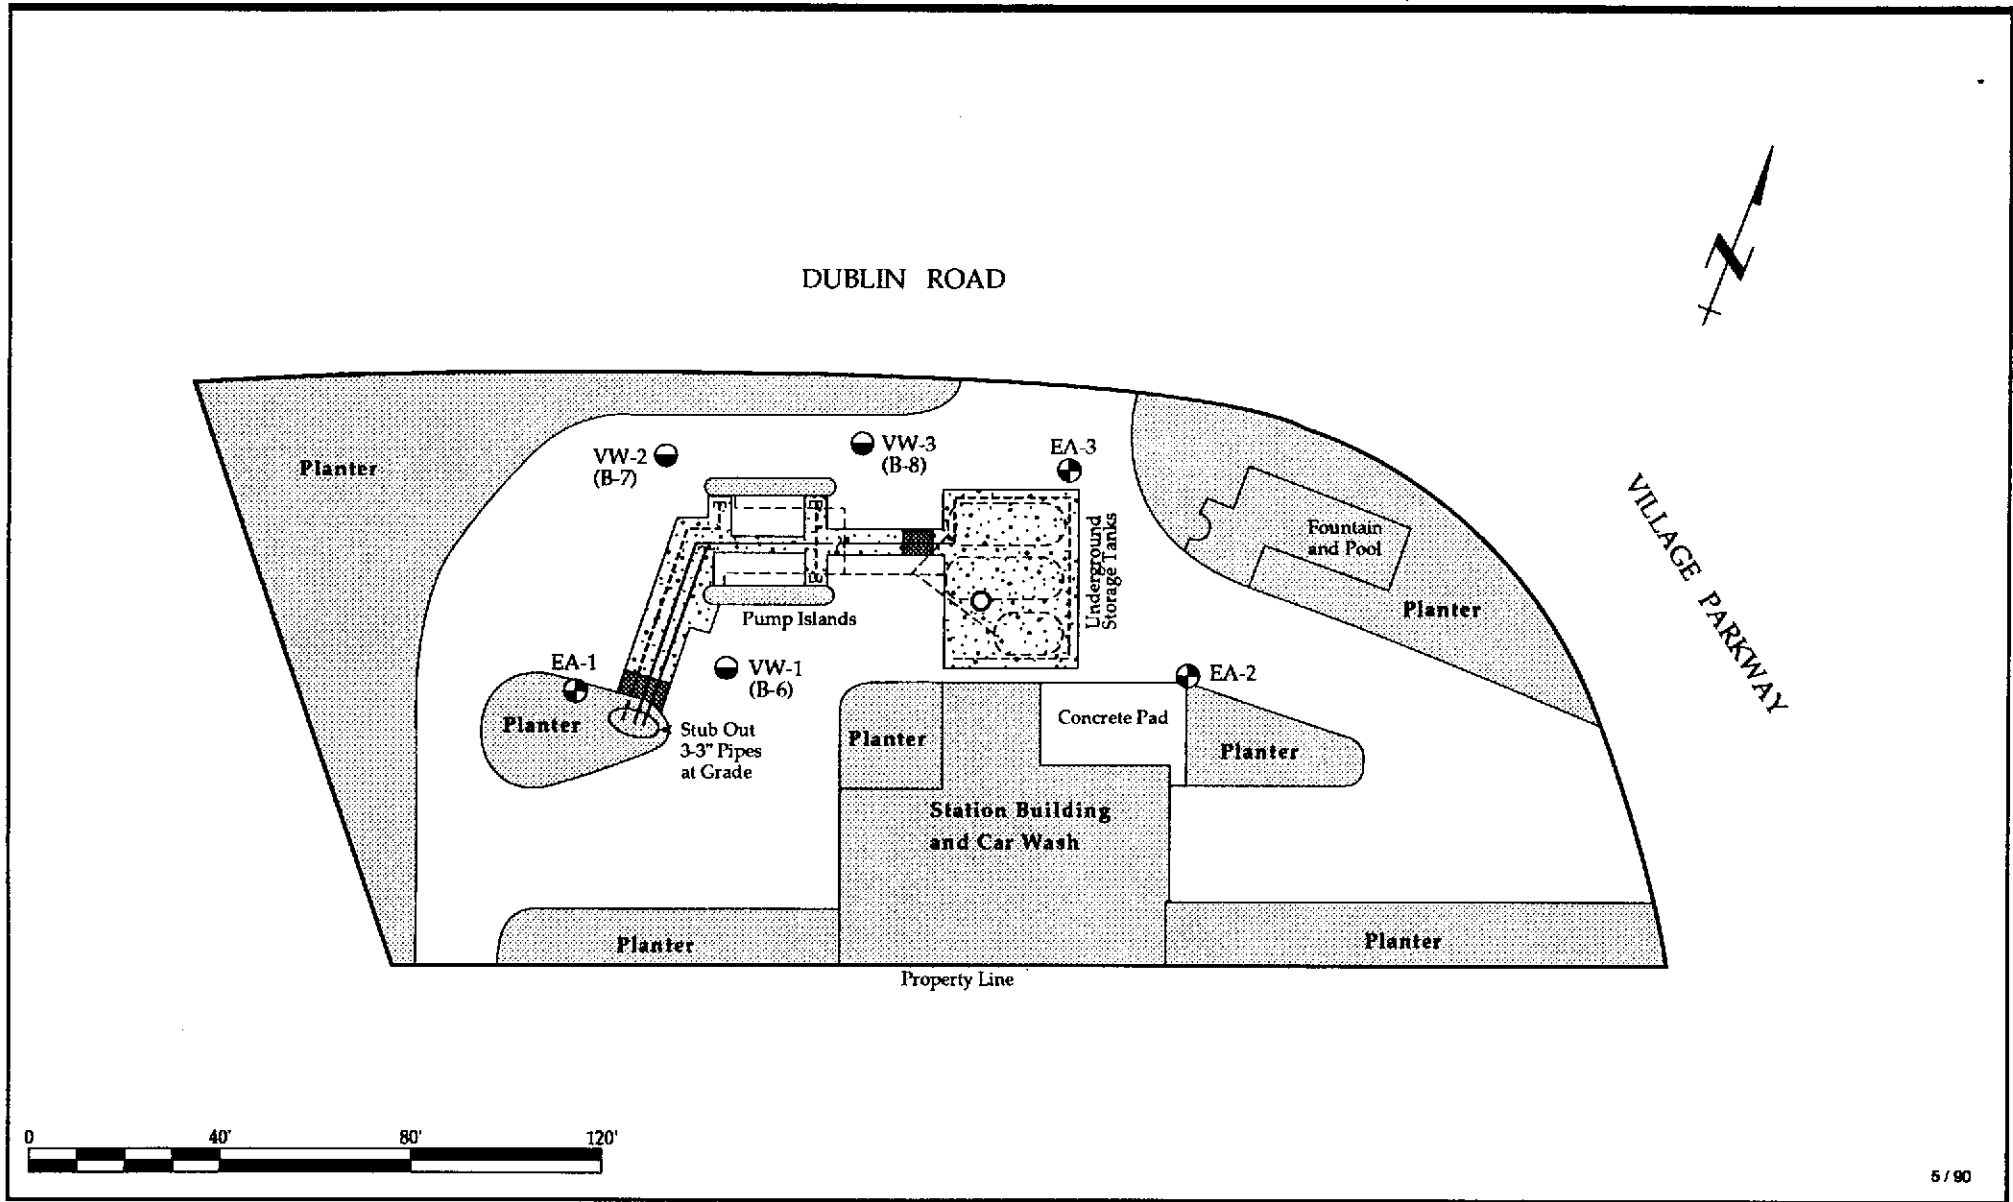 N
DUBLIN ROAD
VILLAGE PARKWAY
Planter
VW-2
(B-7)
VW-3
(B-8)
EA-3
Underground
Storage Tanks
Fountain
and Pool
Planter
Pump Islands
EA-1
VW-1
(B-6)
EA-2
Planter
Stub Out
3-3" Pipes
at Grade
Planter
Concrete Pad
Planter
Station Building
and Car Wash
Planter
Planter
Property Line
0 40' 80' 120'
5 / 90